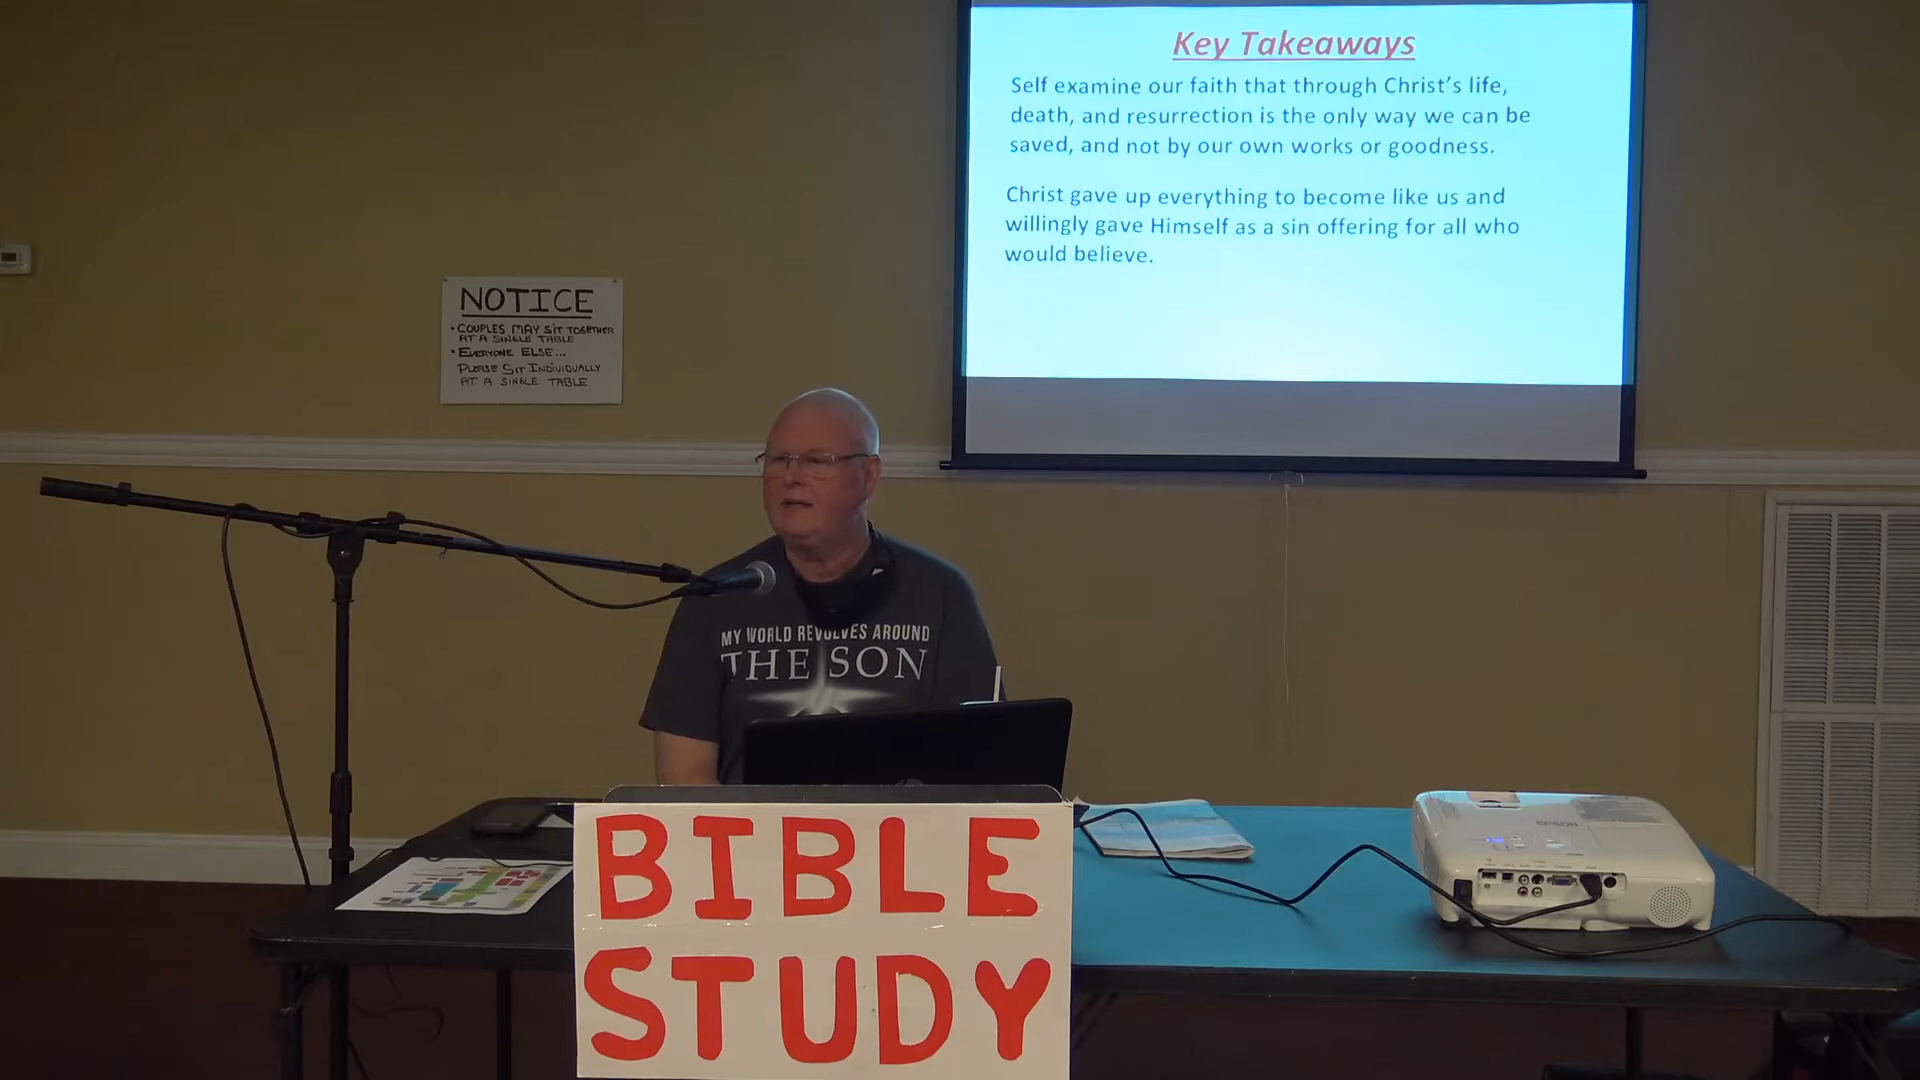 Key Takeaways
Self examine our faith that through Christ's life,
death, and resurrection is the only way we can be
saved, and not by our own works or goodness.
Christ gave up everything to become like us and
willingly gave Himself as a sin offering for all who
would believe.
NOTICE
• COUPLES MAY SIT TOGETHER
AT A SINGLE TABLE
• EVERYONE ELSE...
PLEASE SIT INDIVIDUALLY
AT A SINGLE TABLE
MY WORLD REVOLVES AROUND
THE SON
EPSON
BIBLE
STUDY